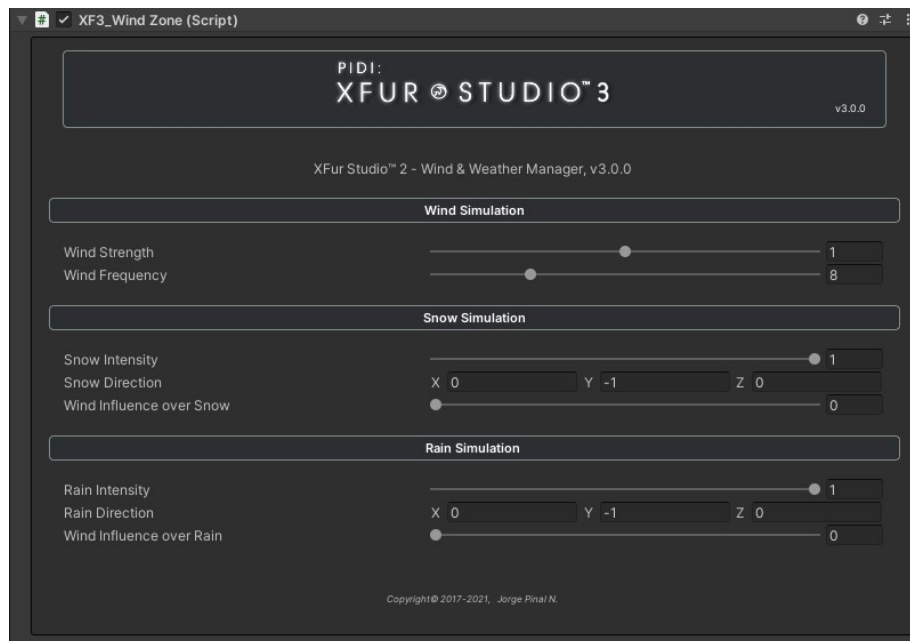 # XF3_Wind Zone (Script)
PIDI:
XFUR STUDIO™ 3
v3.0.0
XFur Studio™ 2 - Wind & Weather Manager, v3.0.0
Wind Simulation
Wind Strength 1
Wind Frequency 8
Snow Simulation
Snow Intensity 1
Snow Direction X 0 Y -1 Z 0
Wind Influence over Snow 0
Rain Simulation
Rain Intensity 1
Rain Direction X 0 Y -1 Z 0
Wind Influence over Rain 0
Copyright© 2017-2021, Jorge Pinal N.